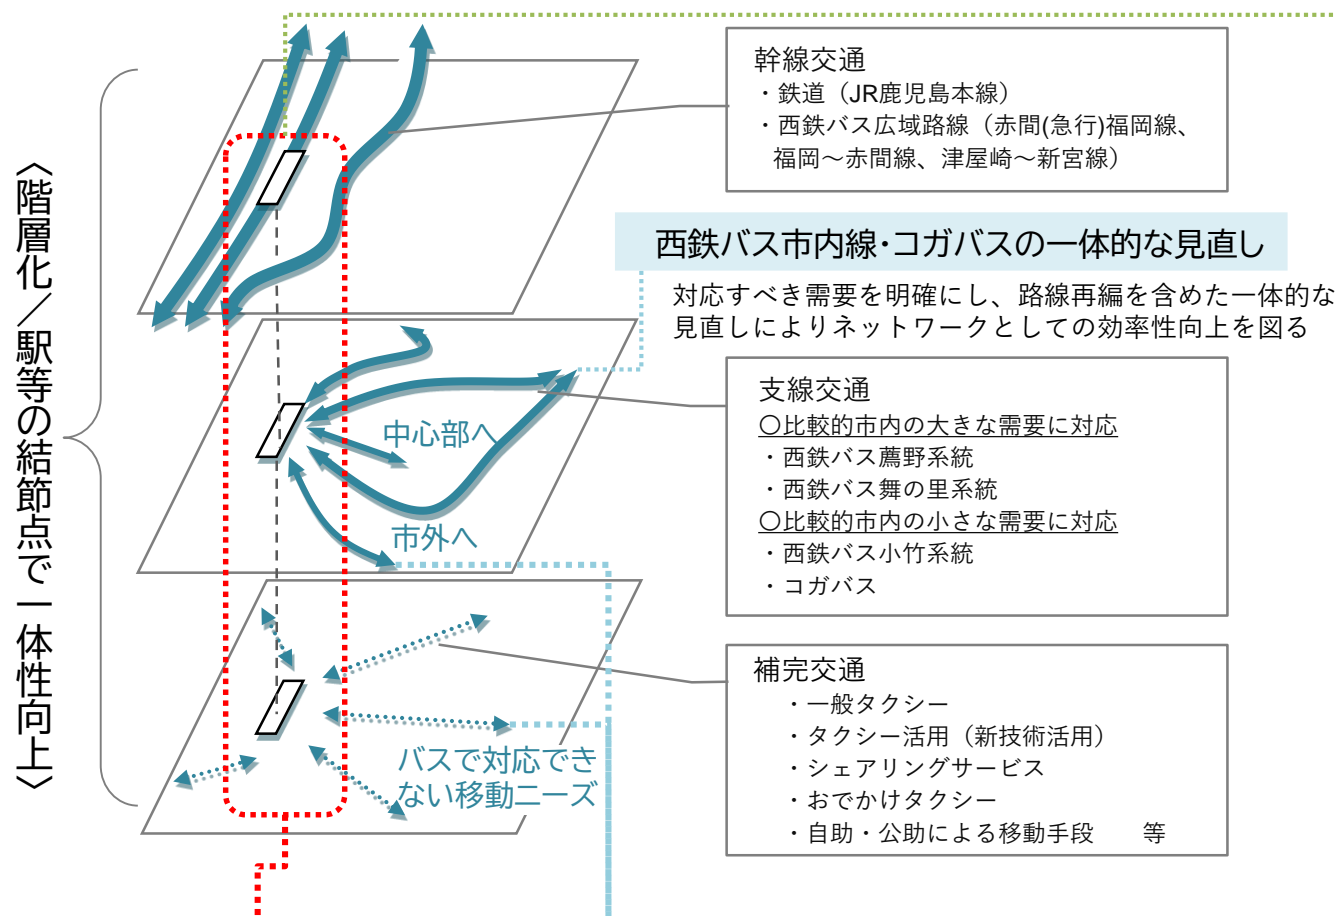 〈階層化／駅等の結節点で一体性向上〉
幹線交通
・鉄道（JR鹿児島本線）
・西鉄バス広域路線（赤間(急行)福岡線、
福岡～赤間線、津屋崎～新宮線）
西鉄バス市内線・コガバスの一体的な見直し
対応すべき需要を明確にし、路線再編を含めた一体的な
見直しによりネットワークとしての効率性向上を図る
支線交通
〇比較的市内の大きな需要に対応
・西鉄バス薦野系統
・西鉄バス舞の里系統
〇比較的市内の小さな需要に対応
・西鉄バス小竹系統
・コガバス
中心部へ
市外へ
補完交通
・一般タクシー
・タクシー活用（新技術活用）
・シェアリングサービス
・おでかけタクシー
・自助・公助による移動手段　　等
バスで対応でき
ない移動ニーズ